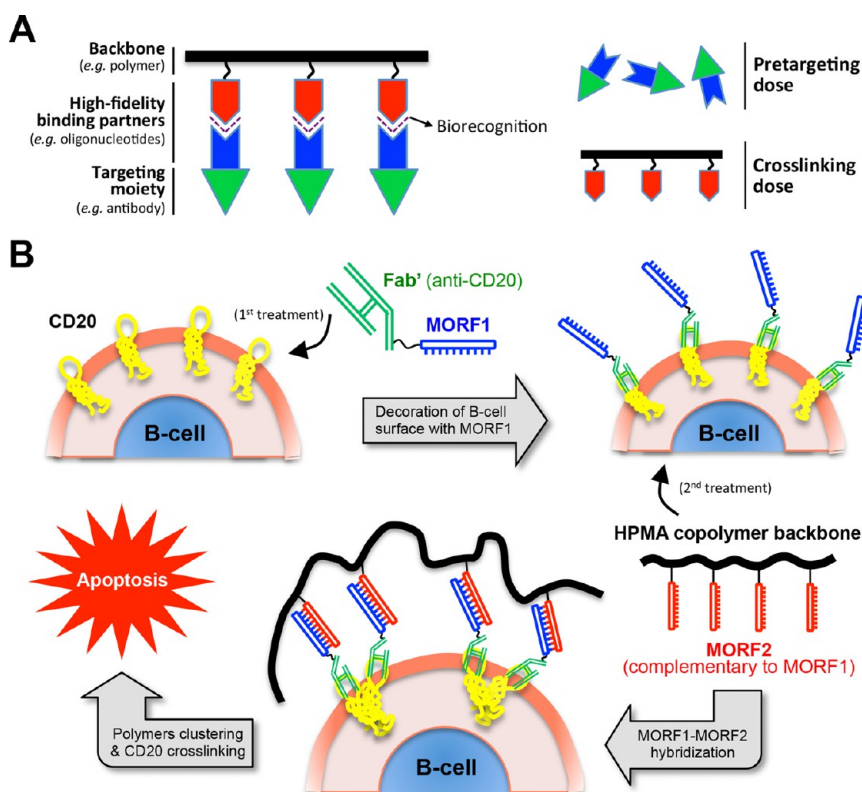 A
Backbone
(e.g. polymer)
High-fidelity
binding partners
(e.g. oligonucleotides)
Targeting
moiety
(e.g. antibody)
Biorecognition
Pretargeting
dose
Crosslinking
dose
B
CD20
(1st treatment)
Fab' (anti-CD20)
MORF1
B-cell
Decoration of B-cell
surface with MORF1
B-cell
(2nd treatment)
HPMA copolymer backbone
MORF2
(complementary to MORF1)
MORF1-MORF2
hybridization
B-cell
Polymers clustering
& CD20 crosslinking
Apoptosis